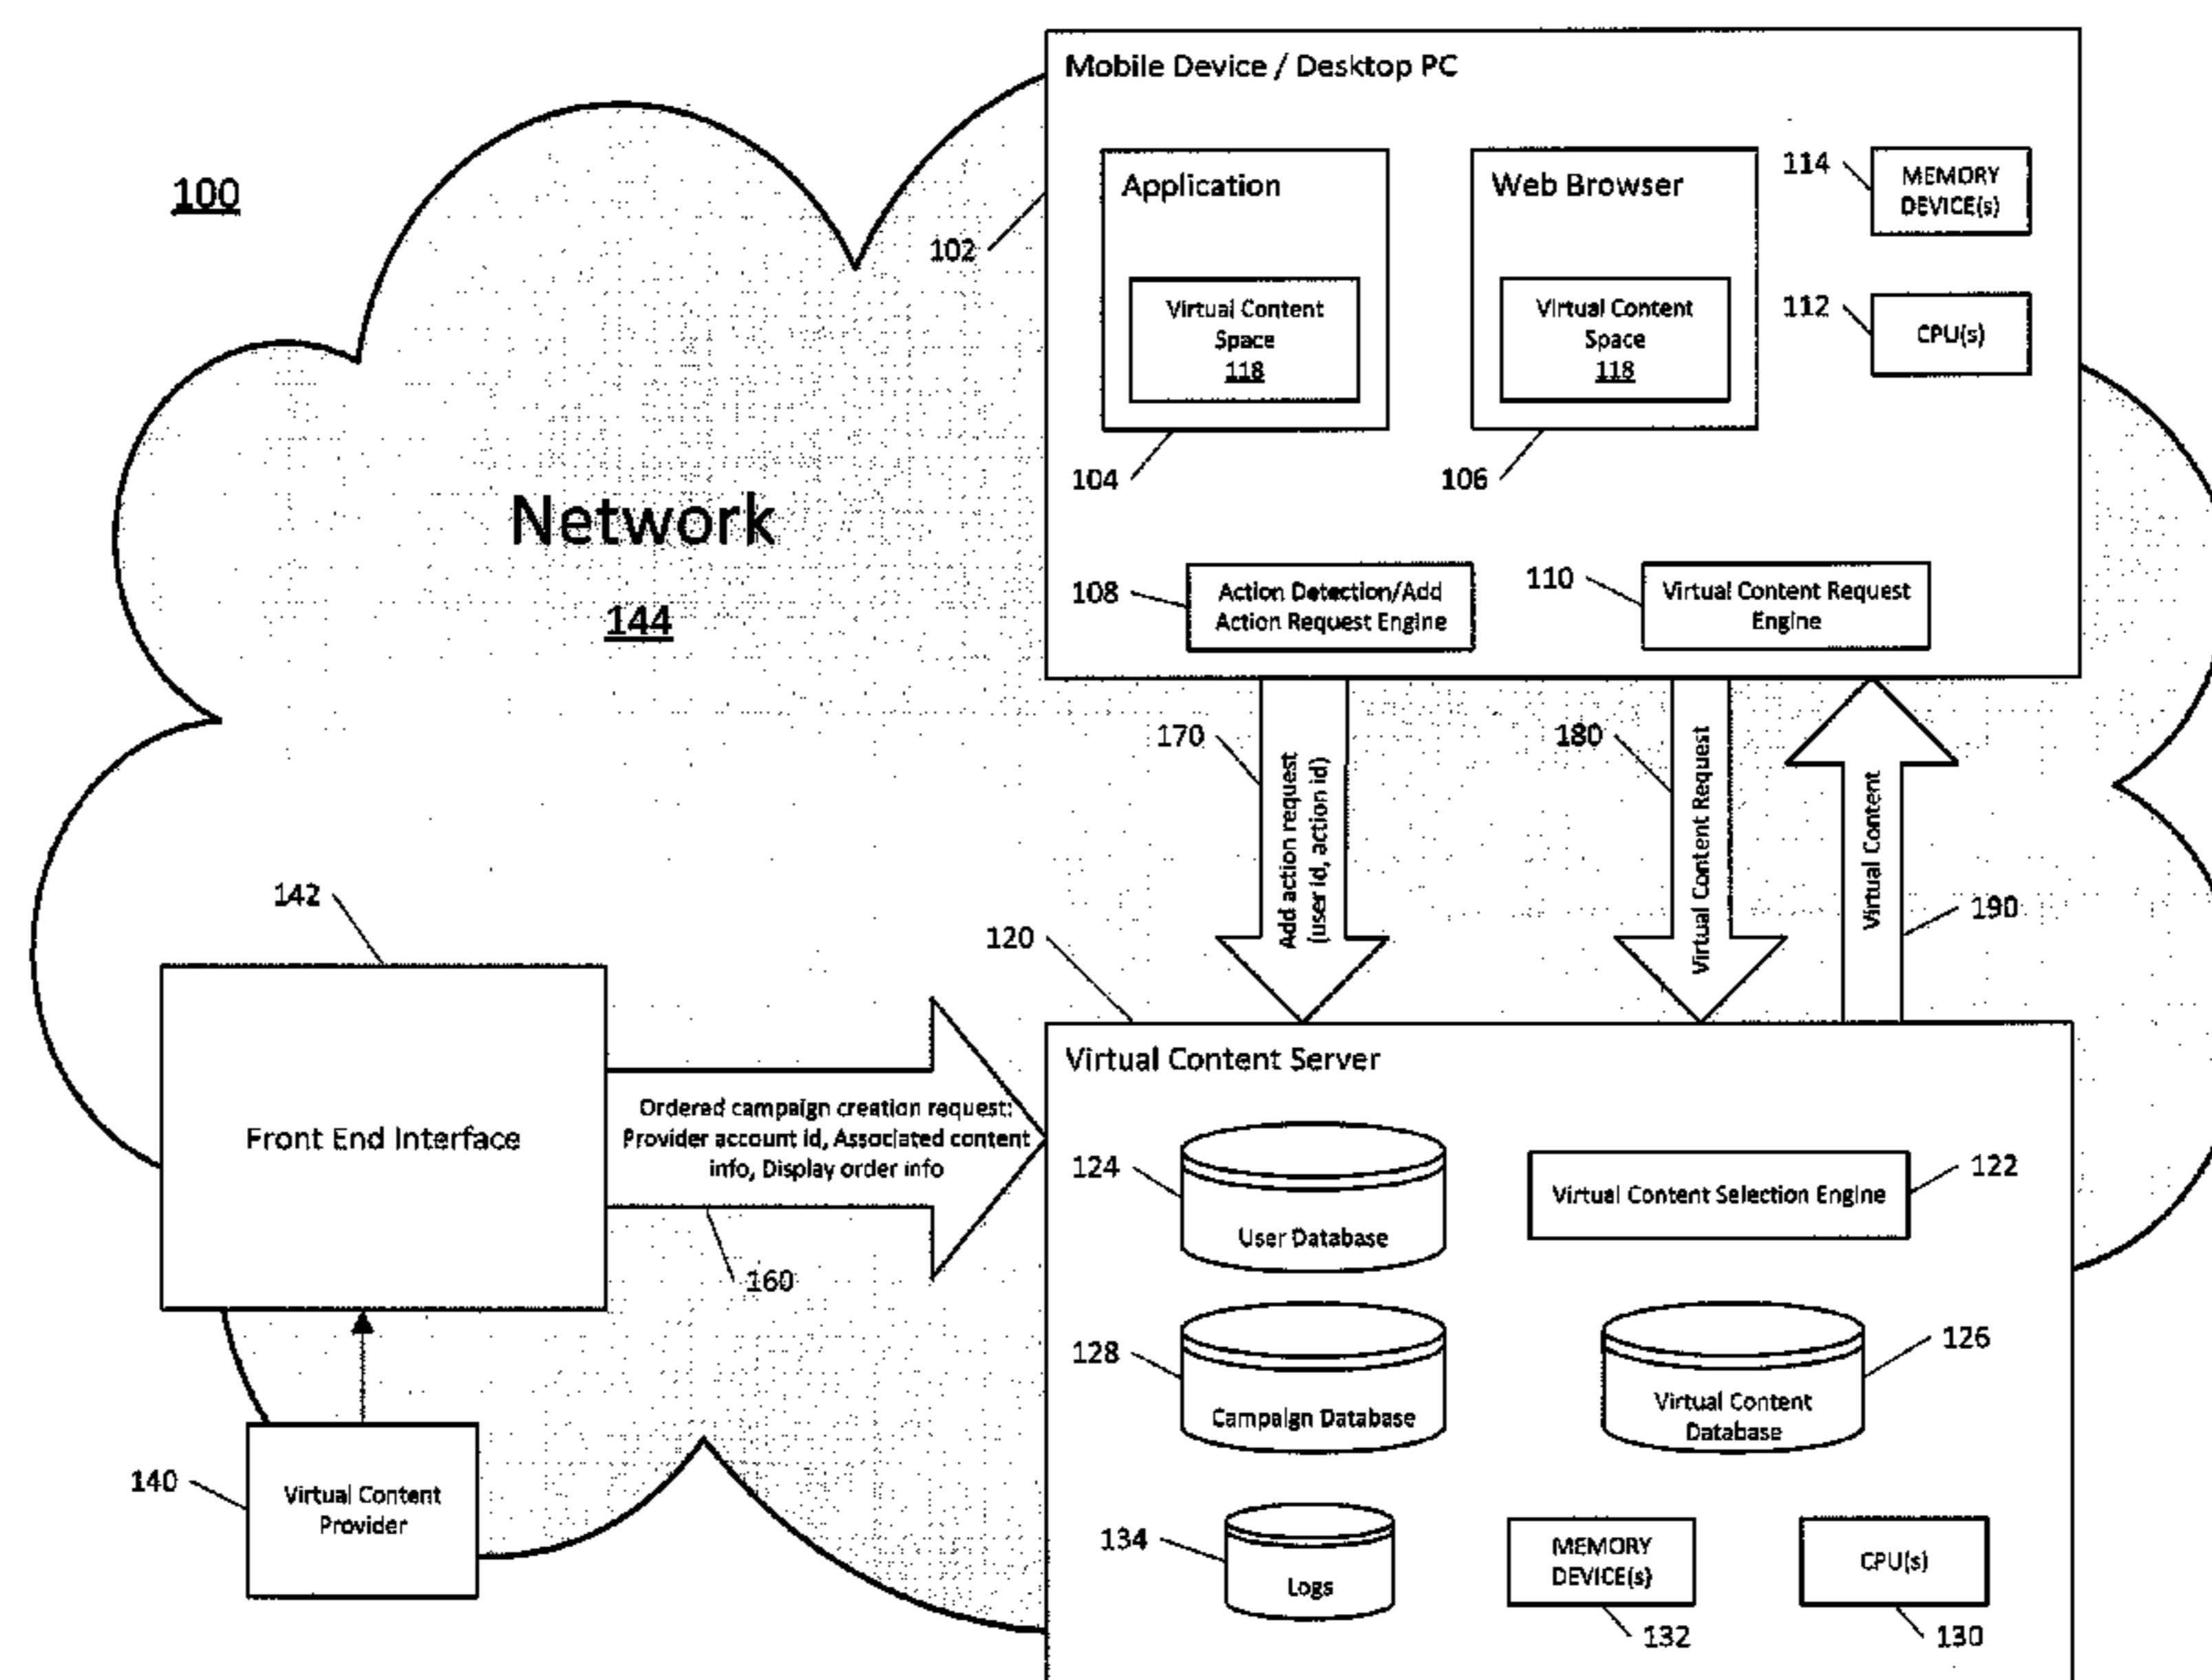 100
Mobile Device / Desktop PC
102
Application
Virtual Content
Space
118
104
Web Browser
Virtual Content
Space
118
106
114
MEMORY
DEVICE(s)
112
CPU(s)
Network
144
108
Action Detection/Add
Action Request Engine
110
Virtual Content Request
Engine
170
Add action request
(user id, action id)
180
Virtual Content Request
Virtual Content
190
142
Front End Interface
Ordered campaign creation request:
Provider account id, Associated content
info, Display order info
160
140
Virtual Content
Provider
120
Virtual Content Server
124
User Database
Virtual Content Selection Engine
122
128
Campaign Database
Virtual Content
Database
126
134
Logs
MEMORY
DEVICE(s)
132
CPU(s)
130